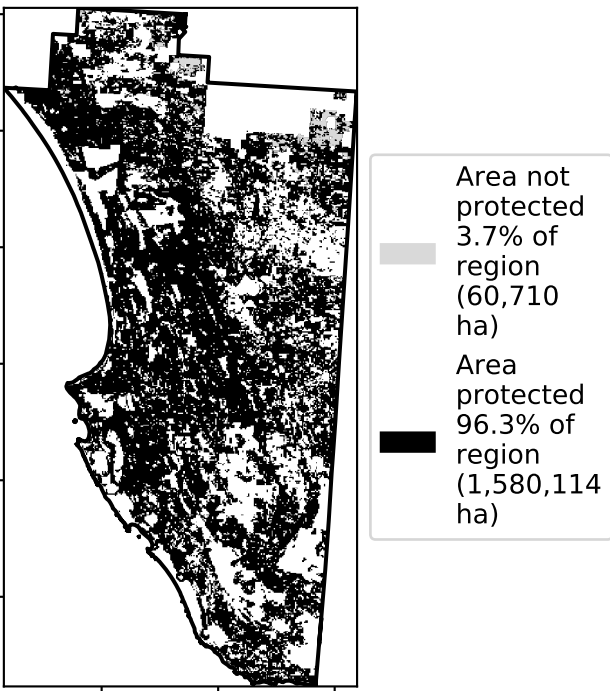 Area not
protected
3.7% of
region
(60,710
ha)
Area
protected
96.3% of
region
(1,580,114
ha)